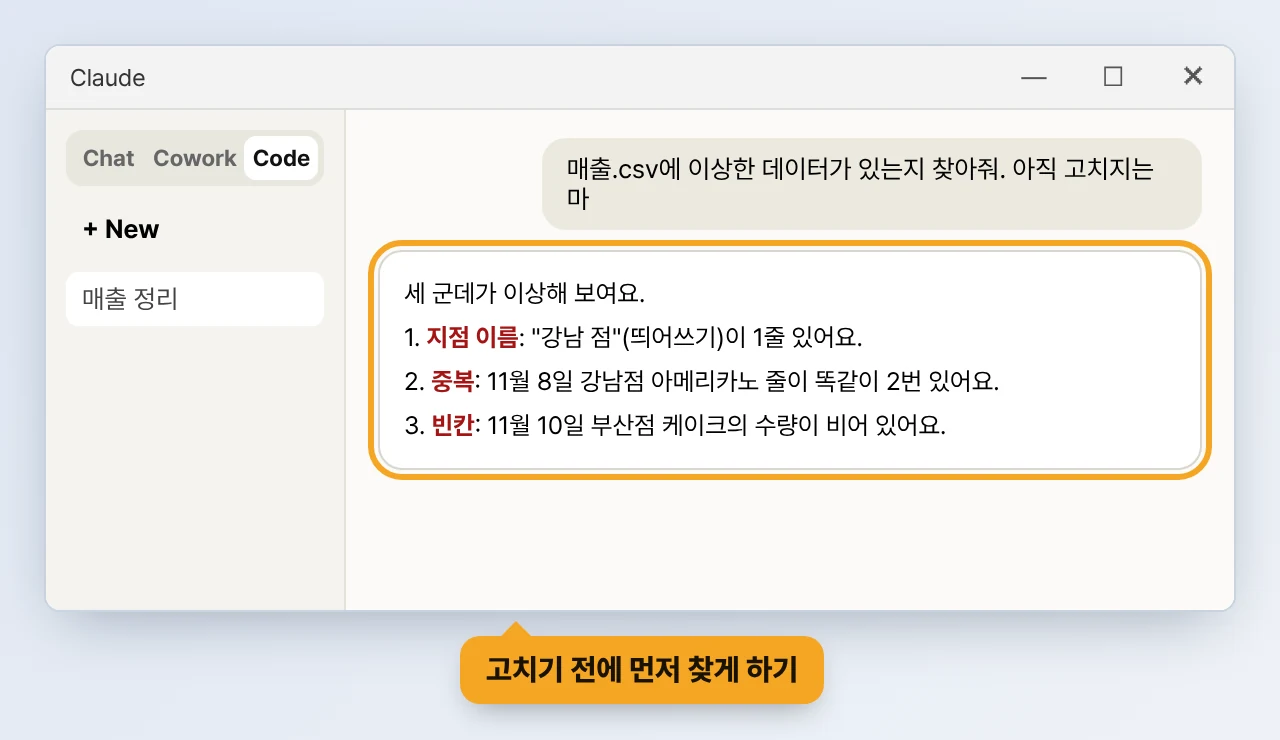 Claude
Chat Cowork Code
+ New
매출 정리
매출.csv에 이상한 데이터가 있는지 찾아줘. 아직 고치지는
마
세 군데가 이상해 보여요.
1. 지점 이름: "강남 점"(띄어쓰기)이 1줄 있어요.
2. 중복: 11월 8일 강남점 아메리카노 줄이 똑같이 2번 있어요.
3. 빈칸: 11월 10일 부산점 케이크의 수량이 비어 있어요.
고치기 전에 먼저 찾게 하기